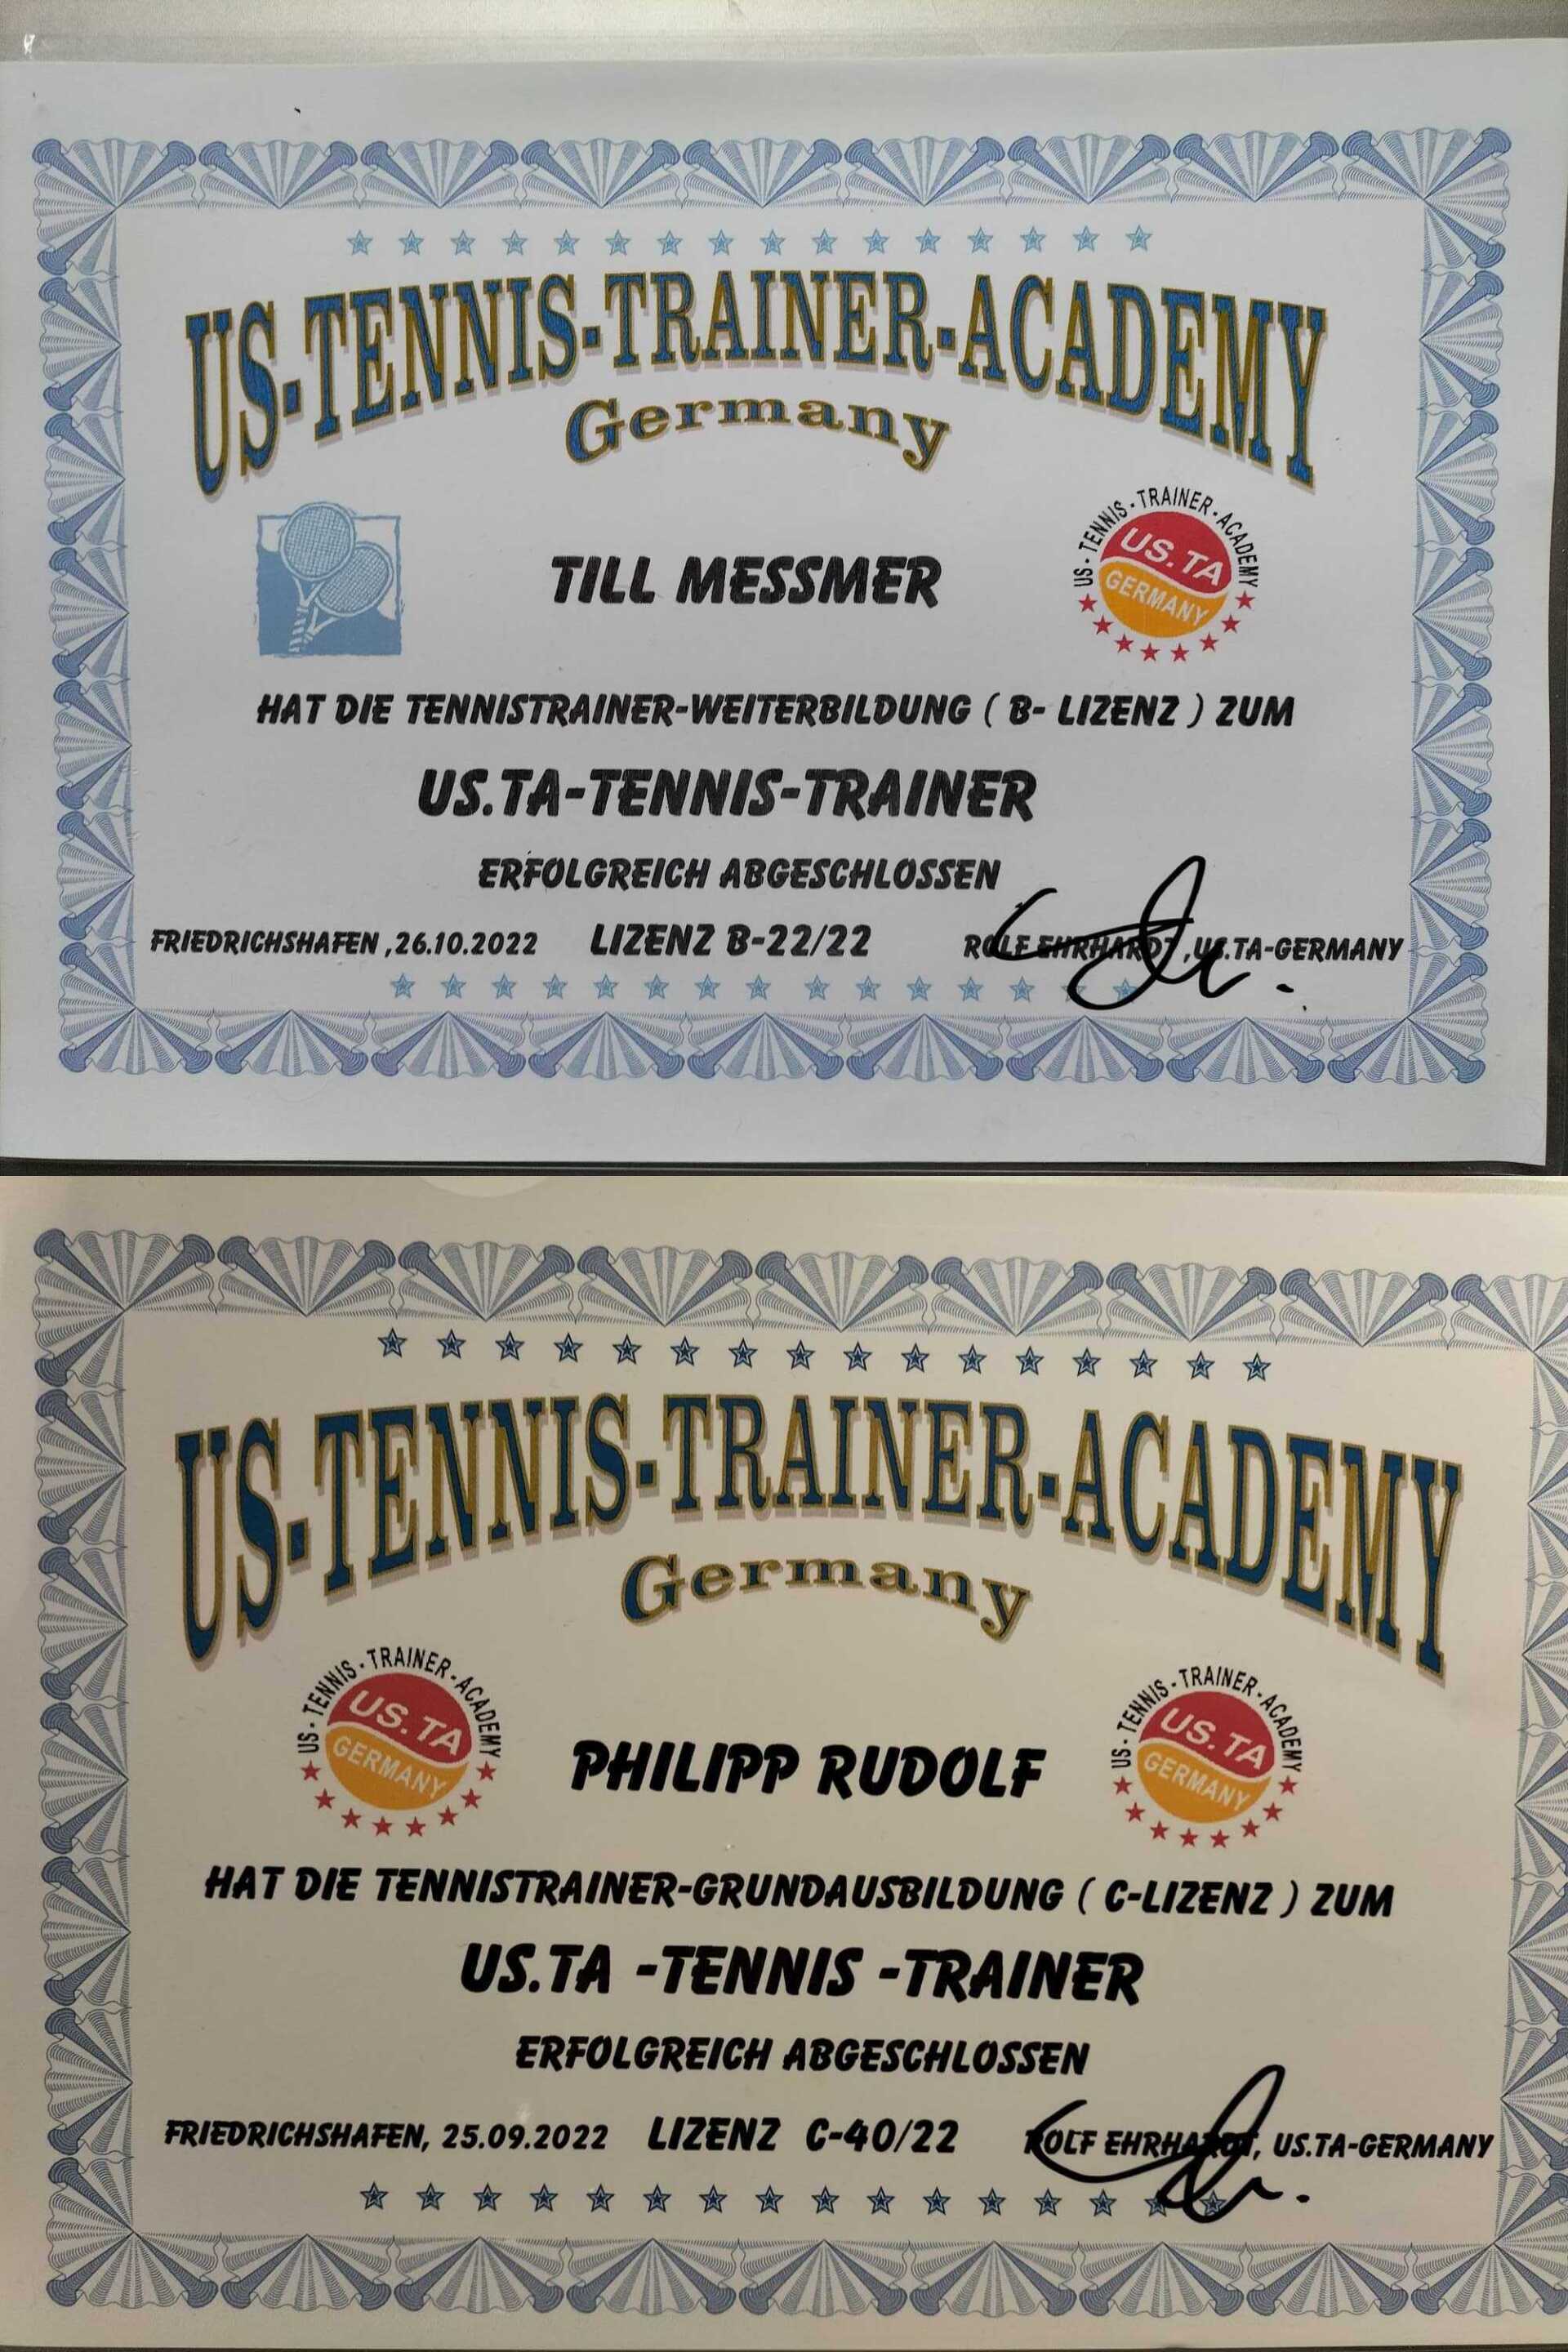 US-TENNIS-TRAINER-ACADEMY
Germany
US - TENNIS - TRAINER - ACADEMY
US.TA
GERMANY
TILL MESSMER
HAT DIE TENNISTRAINER-WEITERBILDUNG ( B- LIZENZ ) ZUM
US.TA-TENNIS-TRAINER
ERFOLGREICH ABGESCHLOSSEN
FRIEDRICHSHAFEN ,26.10.2022 LIZENZ B-22/22 ROLF EHRHARDT ,US.TA-GERMANY
US-TENNIS-TRAINER-ACADEMY
Germany
US - TENNIS - TRAINER - ACADEMY
US.TA
GERMANY
PHILIPP RUDOLF
US - TENNIS - TRAINER - ACADEMY
US.TA
GERMANY
HAT DIE TENNISTRAINER-GRUNDAUSBILDUNG ( C-LIZENZ ) ZUM
US.TA -TENNIS -TRAINER
ERFOLGREICH ABGESCHLOSSEN
FRIEDRICHSHAFEN, 25.09.2022 LIZENZ C-40/22 ROLF EHRHARDT, US.TA-GERMANY